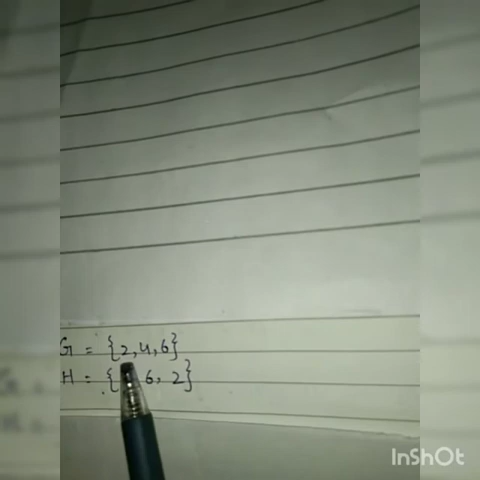 G = {2,4,6}
H = { 6, 2}
InShOt